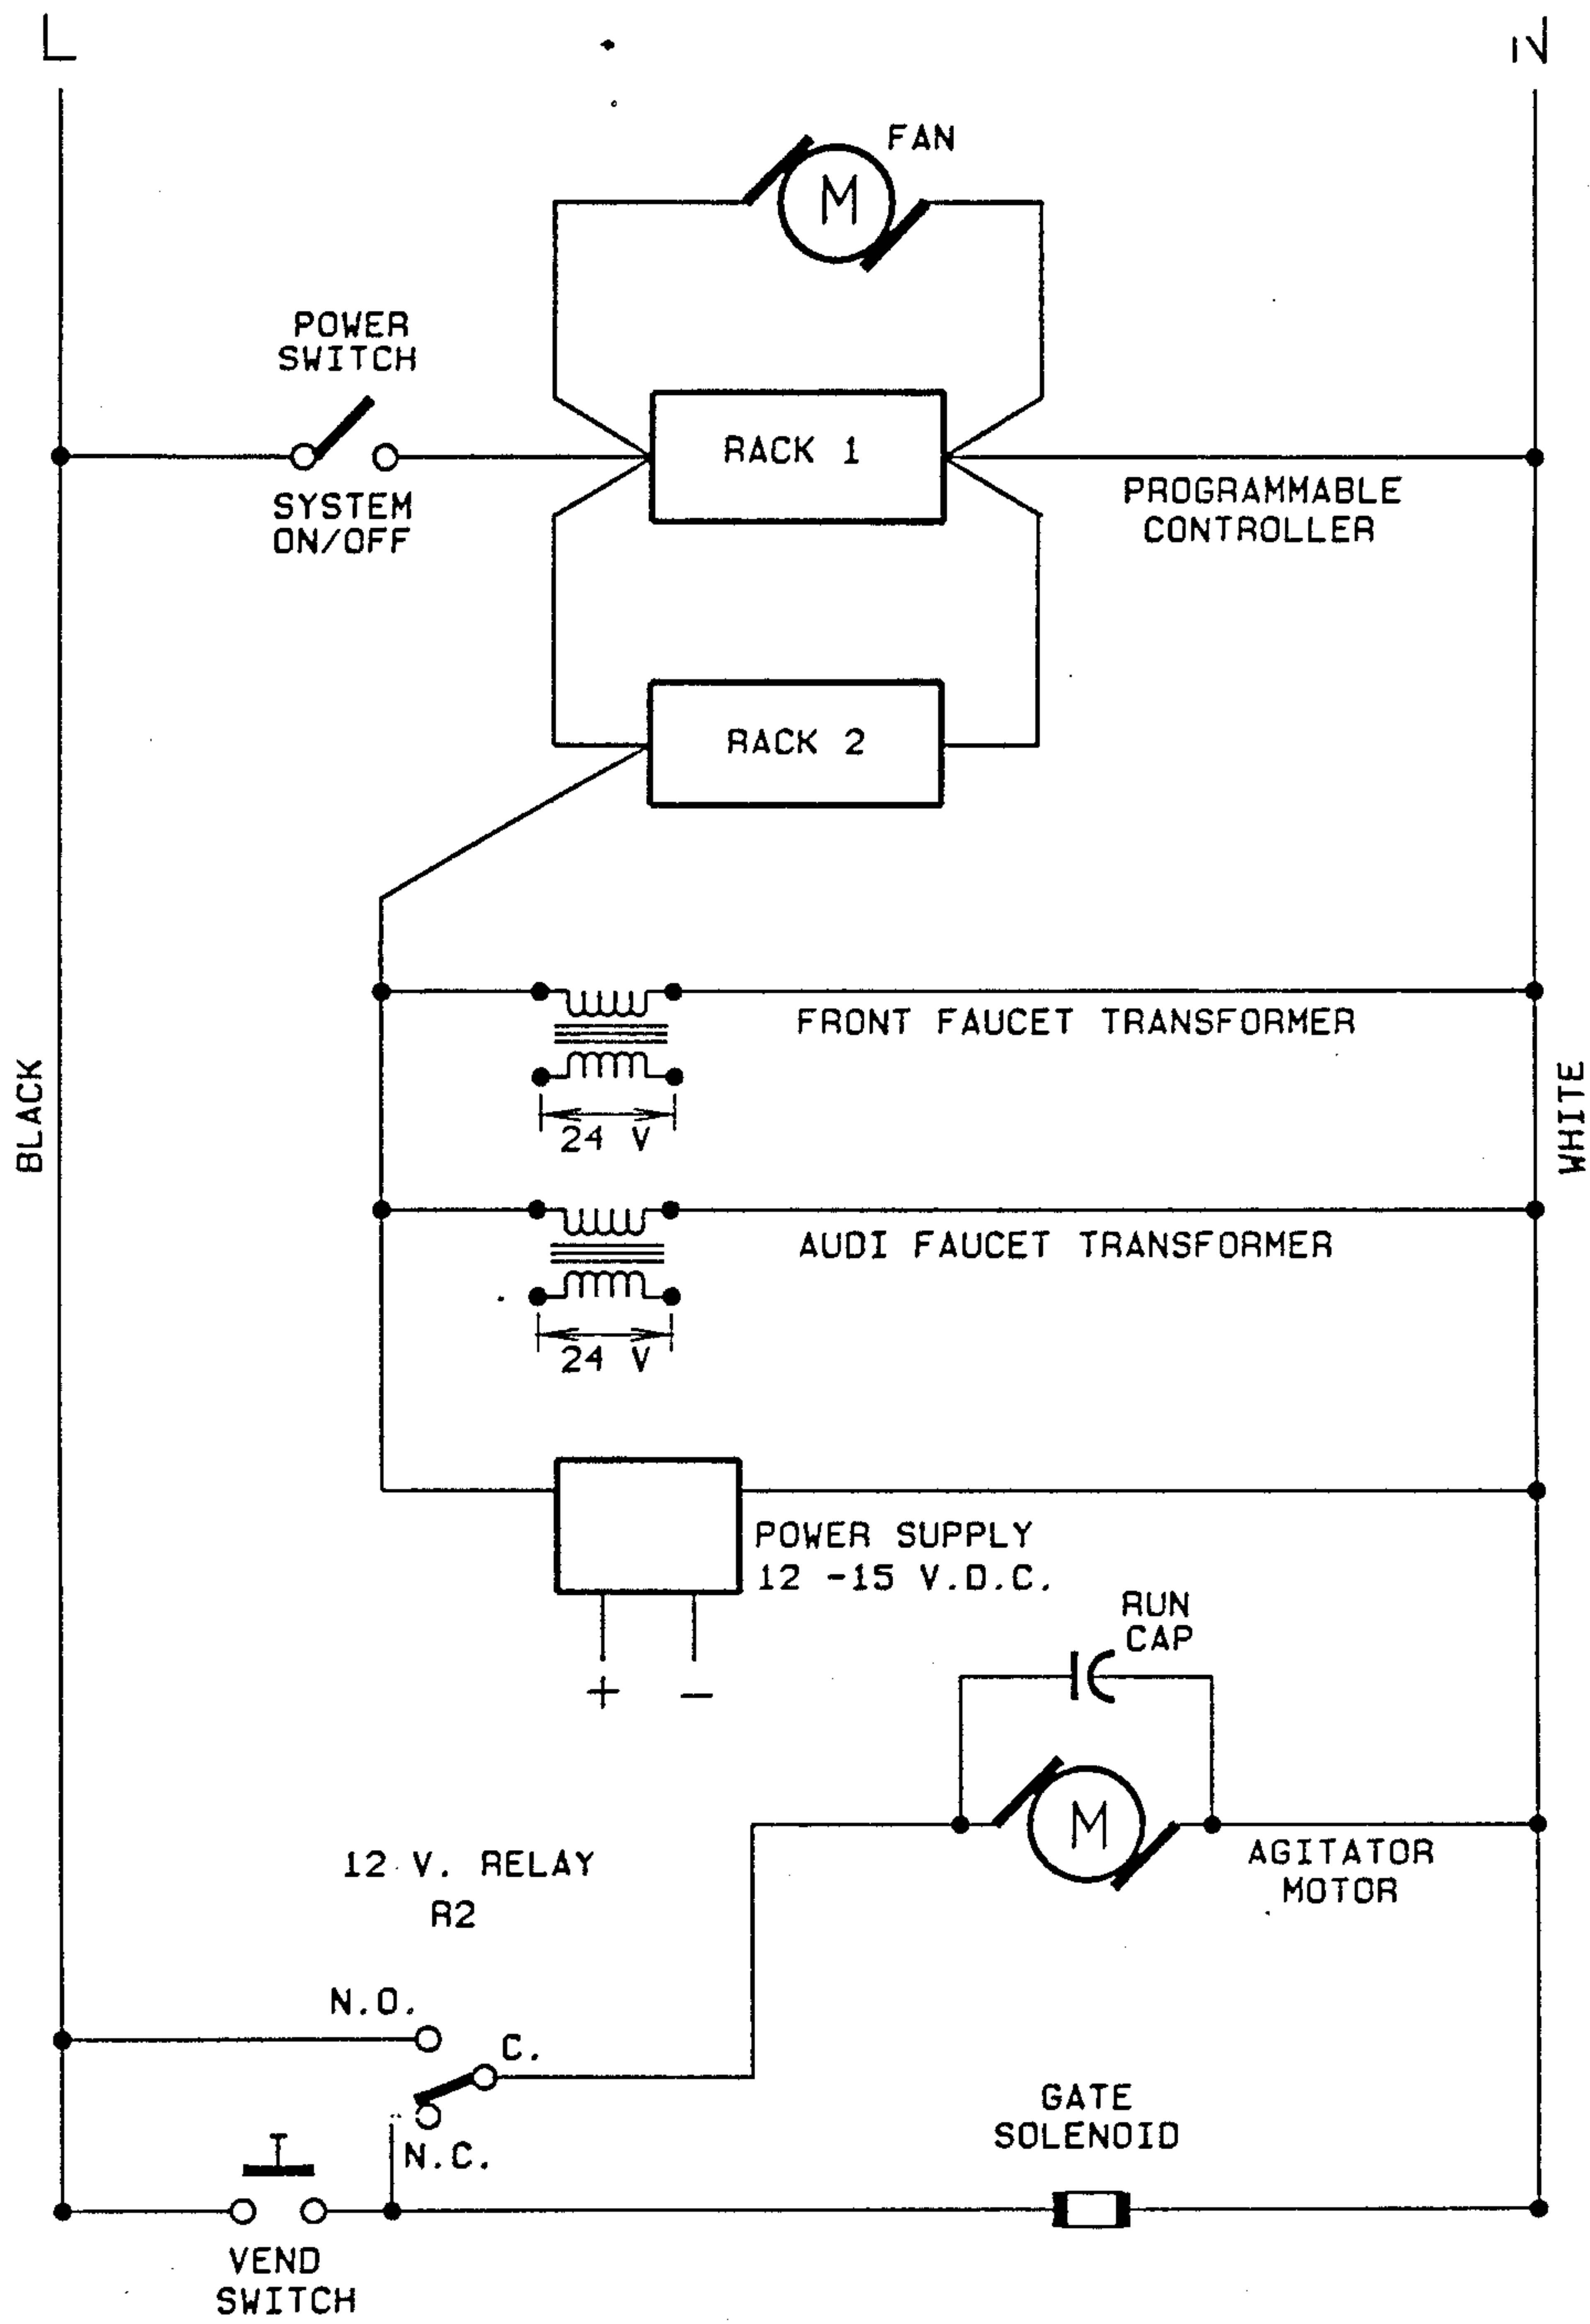 L
N
FAN
M
POWER
SWITCH
RACK 1
SYSTEM
ON/OFF
PROGRAMMABLE
CONTROLLER
RACK 2
FRONT FAUCET TRANSFORMER
24 V
BLACK
WHITE
AUDI FAUCET TRANSFORMER
24 V
POWER SUPPLY
12 -15 V.D.C.
+ -
RUN
CAP
M
AGITATOR
MOTOR
12 V. RELAY
R2
N.O.
C.
N.C.
GATE
SOLENOID
VEND
SWITCH